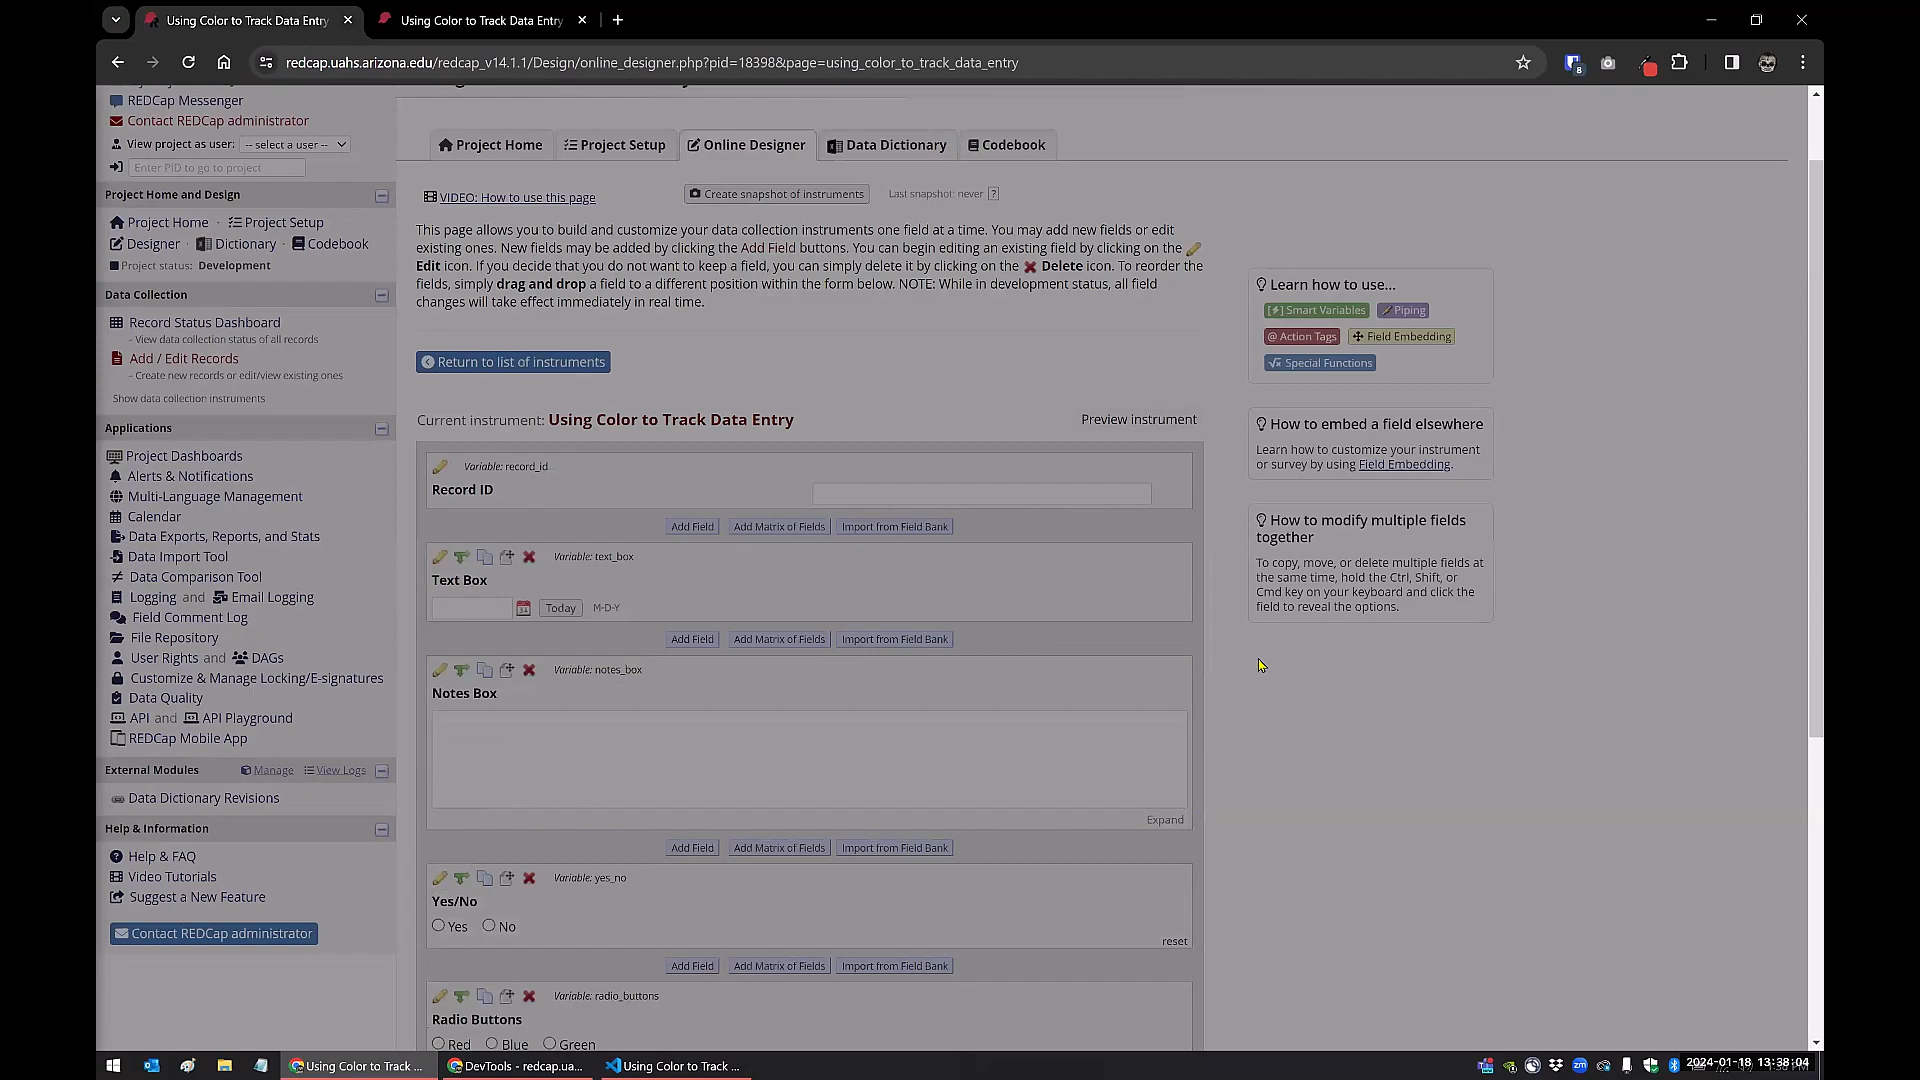 Using Color to Track Data Entry
Using Color to Track Data Entry
redcap.uahs.arizona.edu/redcap_v14.1.1/Design/online_designer.php?pid=18398&page=using_color_to_track_data_entry
8
REDCap Messenger
Contact REDCap administrator
View project as user: -- select a user --
Enter PID to go to project
Project Home and Design
Project Home · Project Setup
Designer · Dictionary · Codebook
Project status: Development
Data Collection
Record Status Dashboard
- View data collection status of all records
Add / Edit Records
- Create new records or edit/view existing ones
Show data collection instruments
Applications
Project Dashboards
Alerts & Notifications
Multi-Language Management
Calendar
Data Exports, Reports, and Stats
Data Import Tool
Data Comparison Tool
Logging and Email Logging
Field Comment Log
File Repository
User Rights and DAGs
Customize & Manage Locking/E-signatures
Data Quality
API and API Playground
REDCap Mobile App
External Modules Manage View Logs
Data Dictionary Revisions
Help & Information
Help & FAQ
Video Tutorials
Suggest a New Feature
Contact REDCap administrator
Project Home
Project Setup
Online Designer
Data Dictionary
Codebook
VIDEO: How to use this page
Create snapshot of instruments
Last snapshot: never ?
This page allows you to build and customize your data collection instruments one field at a time. You may add new fields or edit
existing ones. New fields may be added by clicking the Add Field buttons. You can begin editing an existing field by clicking on the
Edit icon. If you decide that you do not want to keep a field, you can simply delete it by clicking on the Delete icon. To reorder the
fields, simply drag and drop a field to a different position within the form below. NOTE: While in development status, all field
changes will take effect immediately in real time.
Return to list of instruments
Current instrument: Using Color to Track Data Entry
Preview instrument
Variable: record_id
Record ID
Add Field Add Matrix of Fields Import from Field Bank
Variable: text_box
Text Box
31 Today M-D-Y
Add Field Add Matrix of Fields Import from Field Bank
Variable: notes_box
Notes Box
Expand
Add Field Add Matrix of Fields Import from Field Bank
Variable: yes_no
Yes/No
Yes No
reset
Add Field Add Matrix of Fields Import from Field Bank
Variable: radio_buttons
Radio Buttons
Red Blue Green
Learn how to use...
[⚡] Smart Variables Piping
@ Action Tags Field Embedding
√x Special Functions
How to embed a field elsewhere
Learn how to customize your instrument
or survey by using Field Embedding.
How to modify multiple fields
together
To copy, move, or delete multiple fields at
the same time, hold the Ctrl, Shift, or
Cmd key on your keyboard and click the
field to reveal the options.
Using Color to Track ...
DevTools - redcap.ua...
Using Color to Track ...
2024-01-18 13:38:04